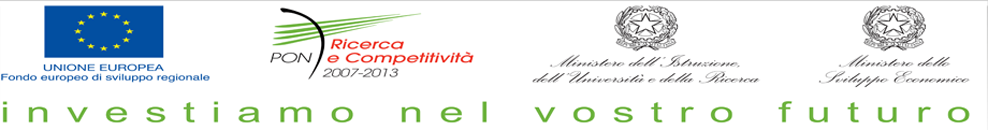 UNIONE EUROPEA
Fondo europeo di sviluppo regionale
PON Ricerca
e Competitività
2007-2013
Ministero dell'Istruzione,
dell'Università e della Ricerca
Ministero dello
Sviluppo Economico
investiamo nel vostro futuro